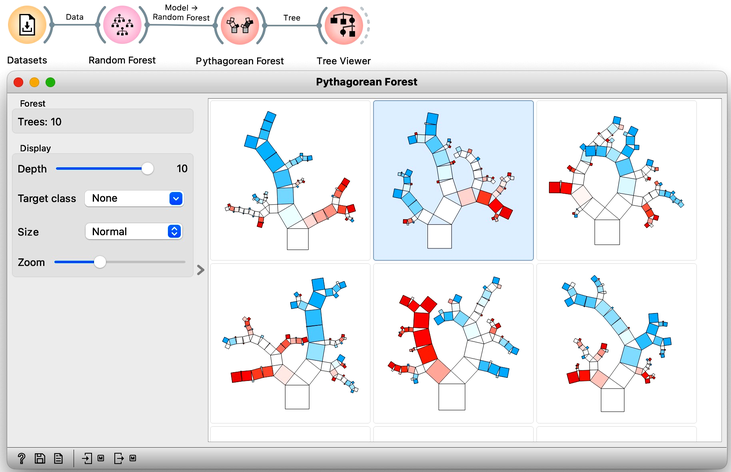 Data
Model →
Random Forest
Tree
Datasets
Random Forest
Pythagorean Forest
Tree Viewer
Pythagorean Forest
Forest
Trees: 10
Display
Depth
10
Target class
None
Size
Normal
Zoom
?
M
M